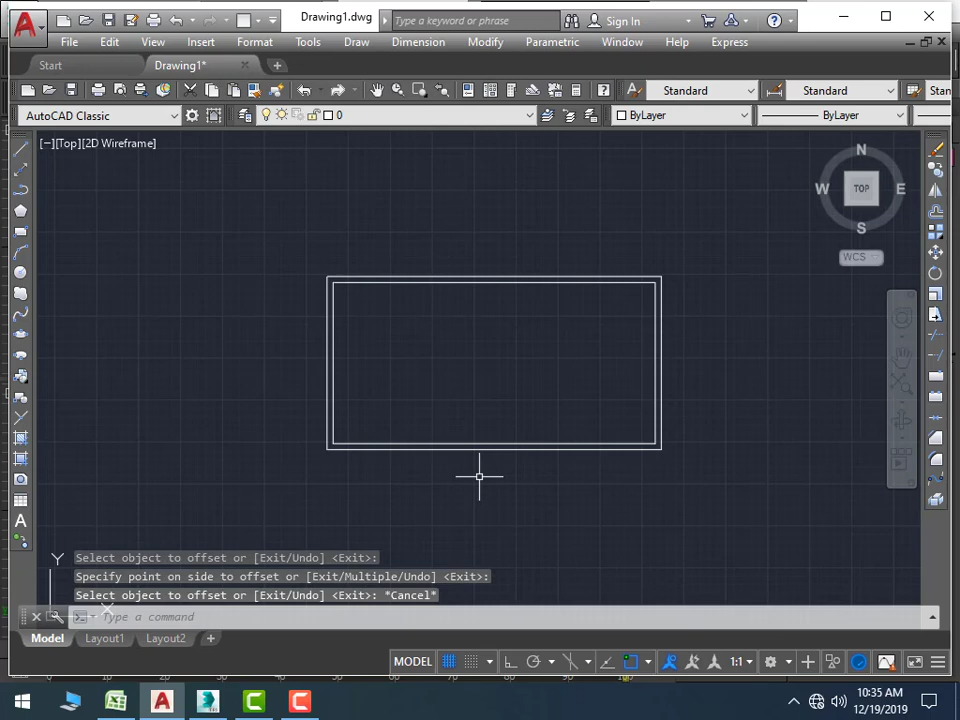 Drawing1.dwg
Type a keyword or phrase
Sign In
File Edit View Insert Format Tools Draw Dimension Modify Parametric Window Help Express
Start
Drawing1*
Standard
Standard
Stan
AutoCAD Classic
0
ByLayer
ByLayer
[−][Top][2D Wireframe]
N
W
TOP
E
S
WCS
Y
Select object to offset or [Exit/Undo] <Exit>:
Specify point on side to offset or [Exit/Multiple/Undo] <Exit>:
Select object to offset or [Exit/Undo] <Exit>: *Cancel*
Type a command
Model
Layout1
Layout2
MODEL
1:1
10:35 AM
12/19/2019